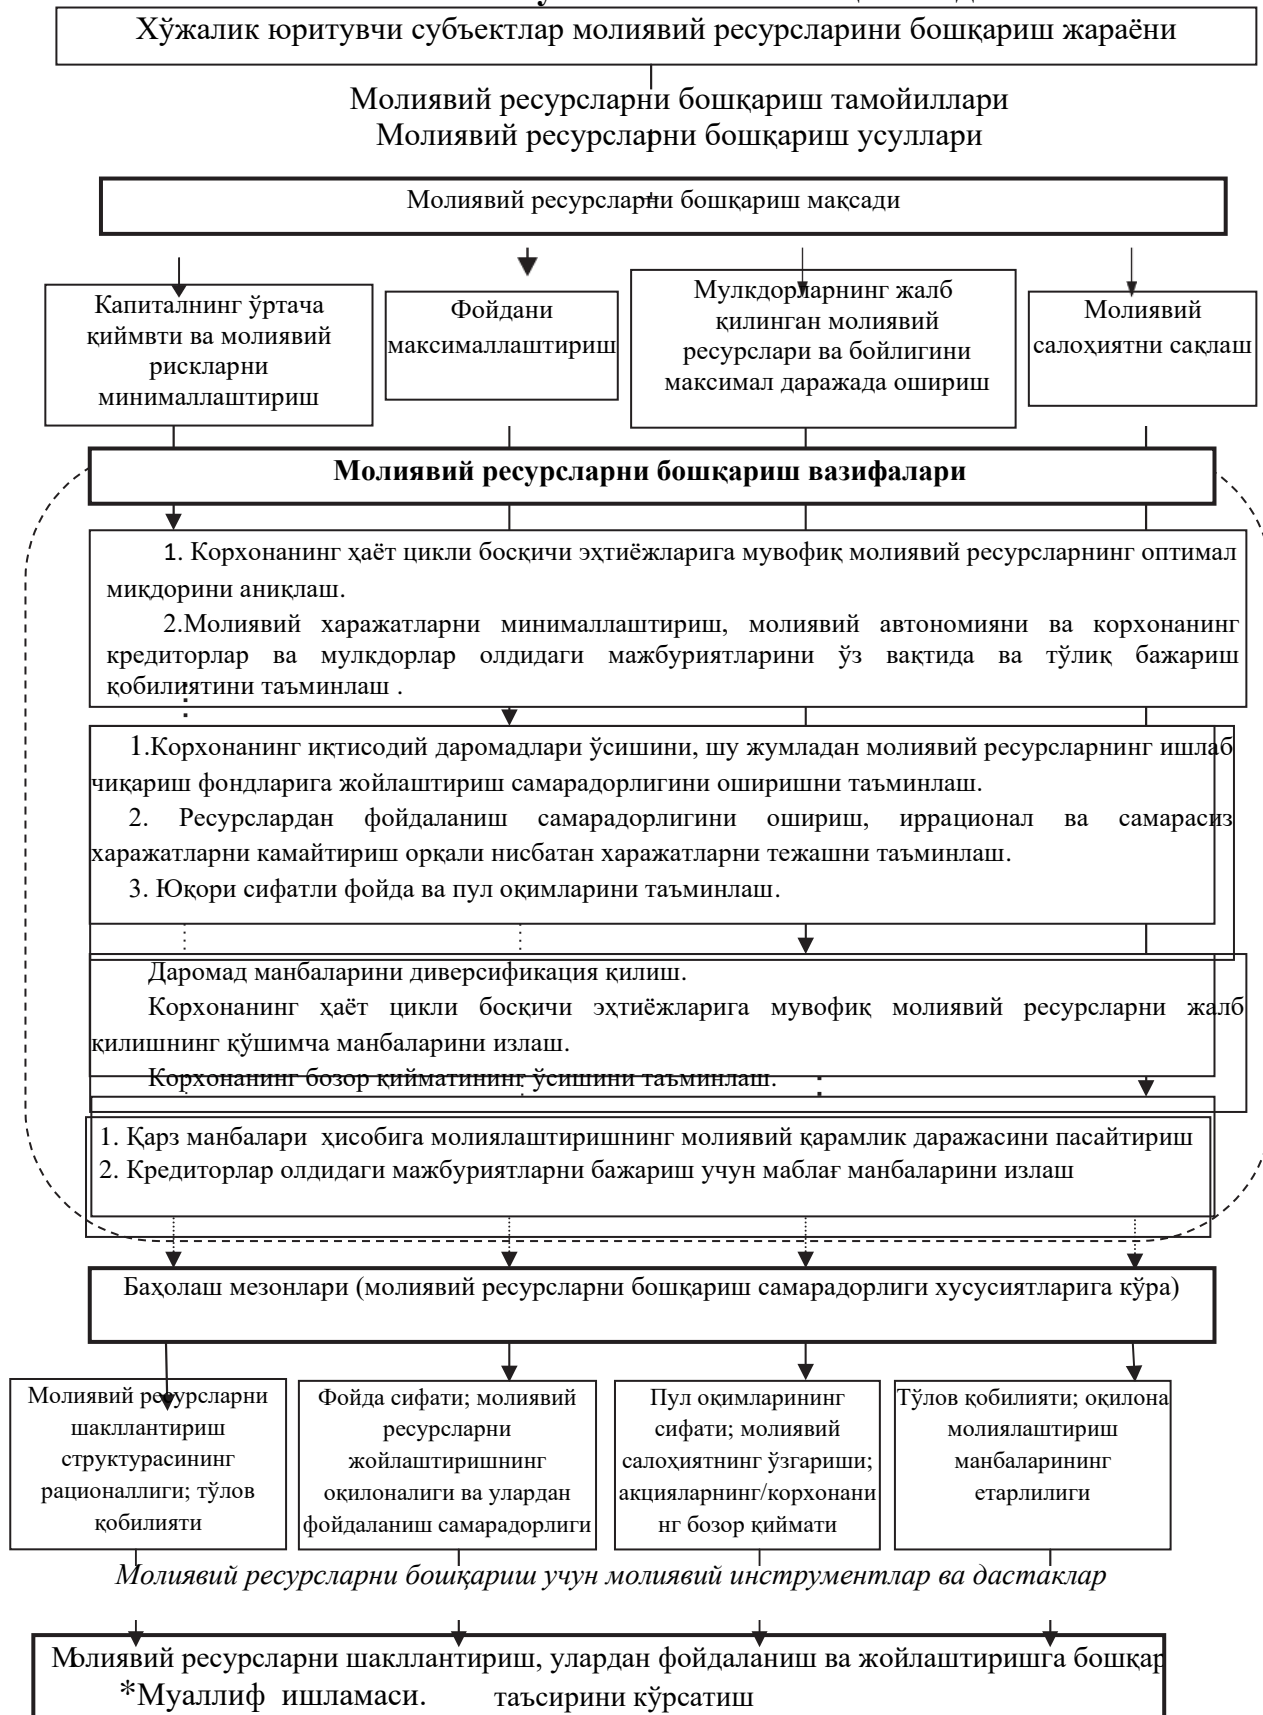 Хўжалик юритувчи субъектлар молиявий ресурсларини бошқариш жараёни
Молиявий ресурсларни бошқариш тамойиллари
Молиявий ресурсларни бошқариш усуллари
Молиявий ресурсларни бошқариш мақсади
Капиталнинг ўртача
қиймвти ва молиявий
рискларни
минималлаштириш
Фойдани
максималлаштириш
Мулкдорларнинг жалб
қилинган молиявий
ресурслари ва бойлигини
максимал даражада ошириш
Молиявий
салоҳиятни сақлаш
Молиявий ресурсларни бошқариш вазифалари
1. Корхонанинг ҳаёт цикли босқичи эҳтиёжларига мувофиқ молиявий ресурсларнинг оптимал
миқдорини аниқлаш.
2.Молиявий харажатларни минималлаштириш, молиявий автономияни ва корхонанинг
кредиторлар ва мулкдорлар олдидаги мажбуриятларини ўз вақтида ва тўлиқ бажариш
қобилиятини таъминлаш .
1.Корхонанинг иқтисодий даромадлари ўсишини, шу жумладан молиявий ресурсларнинг ишлаб
чиқариш фондларига жойлаштириш самарадорлигини оширишни таъминлаш.
2. Ресурслардан фойдаланиш самарадорлигини ошириш, иррационал ва самарасиз
харажатларни камайтириш орқали нисбатан харажатларни тежашни таъминлаш.
3. Юқори сифатли фойда ва пул оқимларини таъминлаш.
Даромад манбаларини диверсификация қилиш.
Корхонанинг ҳаёт цикли босқичи эҳтиёжларига мувофиқ молиявий ресурсларни жалб
қилишнинг қўшимча манбаларини излаш.
Корхонанинг бозор қийматининг ўсишини таъминлаш.
1. Қарз манбалари ҳисобига молиялаштиришнинг молиявий қарамлик даражасини пасайтириш
2. Кредиторлар олдидаги мажбуриятларни бажариш учун маблағ манбаларини излаш
Баҳолаш мезонлари (молиявий ресурсларни бошқариш самарадорлиги хусусиятларига кўра)
Молиявий ресурсларни
шакллантириш
структурасининг
рационаллиги; тўлов
қобилияти
Фойда сифати; молиявий
ресурсларни
жойлаштиришнинг
оқилоналиги ва улардан
фойдаланиш самарадорлиги
Пул оқимларининг
сифати; молиявий
салоҳиятнинг ўзгариши;
акцияларнинг/корхонани
нг бозор қиймати
Тўлов қобилияти; оқилона
молиялаштириш
манбаларининг
етарлилиги
Молиявий ресурсларни бошқариш учун молиявий инструментлар ва дастаклар
Молиявий ресурсларни шакллантириш, улардан фойдаланиш ва жойлаштиришга бошқар
*Муаллиф ишламаси. таъсирини кўрсатиш